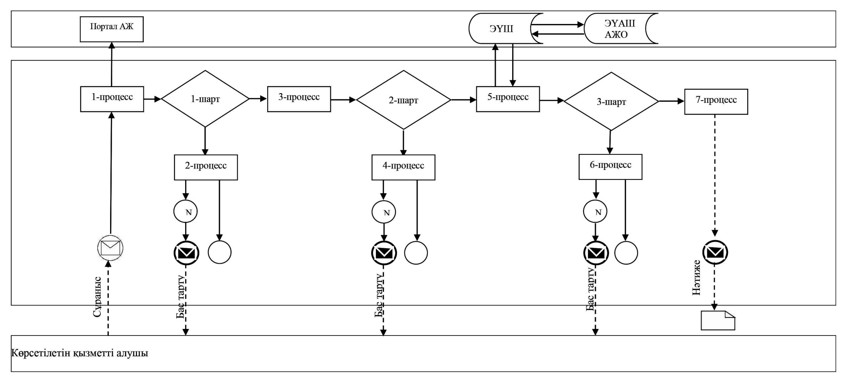 Портал АЖ
ЭҮШ
ЭҮАШ
АЖО
1-процесс
1-шарт
3-процесс
2-шарт
5-процесс
3-шарт
7-процесс
2-процесс
4-процесс
6-процесс
N
N
N
Сұраныс
Бас тарту
Бас тарту
Бас тарту
Нәтиже
Көрсетілетін қызметті алушы